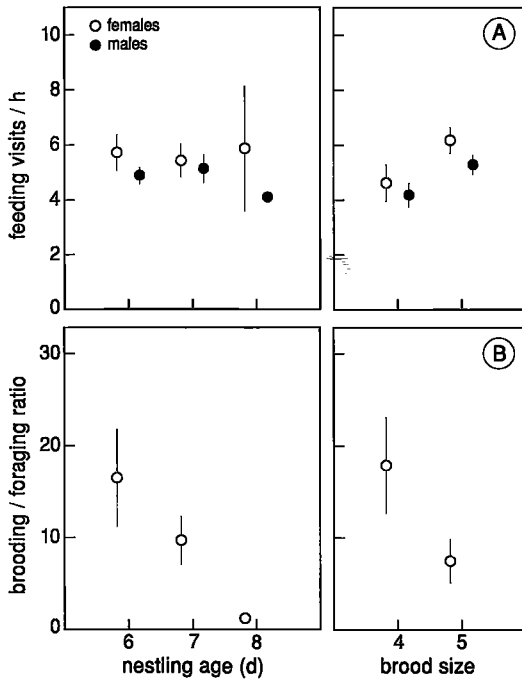 females
males
A
feeding visits / h
10
8
6
4
2
0
B
brooding / foraging ratio
30
20
10
0
6 7 8
4 5
nestling age (d)
brood size